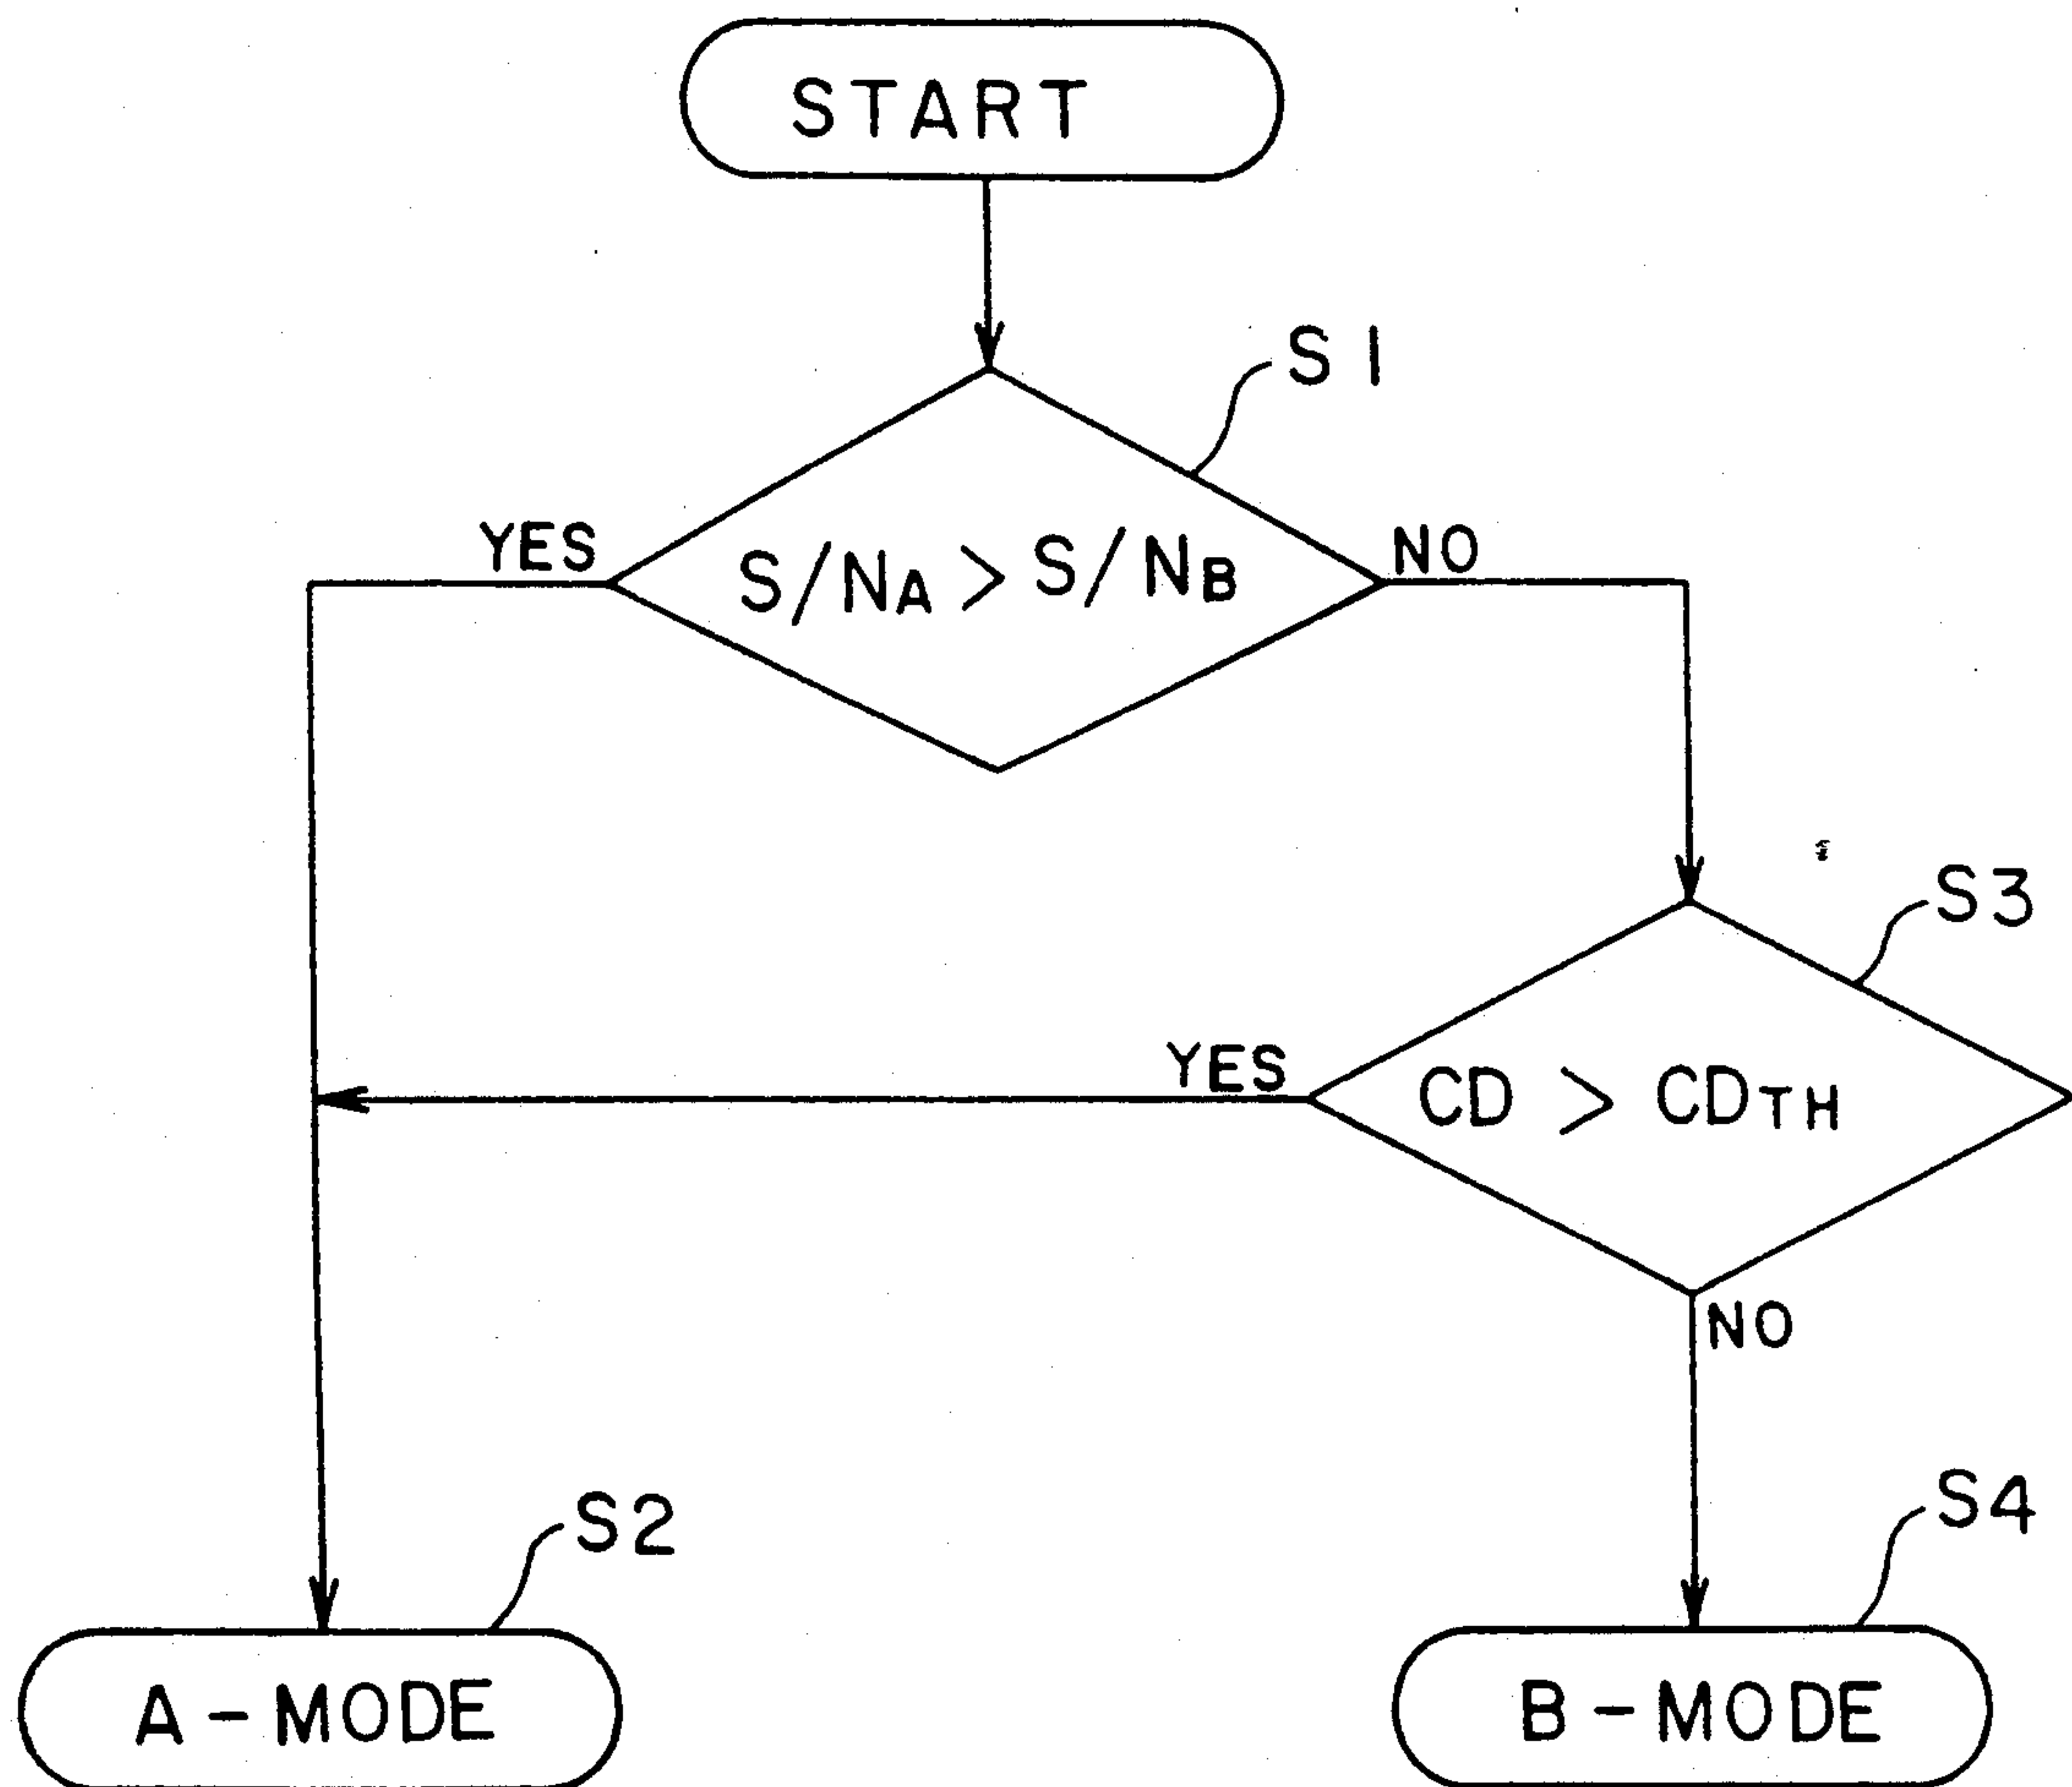 START
S1
YES
S/NA > S/NB
NO
S3
YES
CD > CDTH
NO
S2
S4
A-MODE
B-MODE